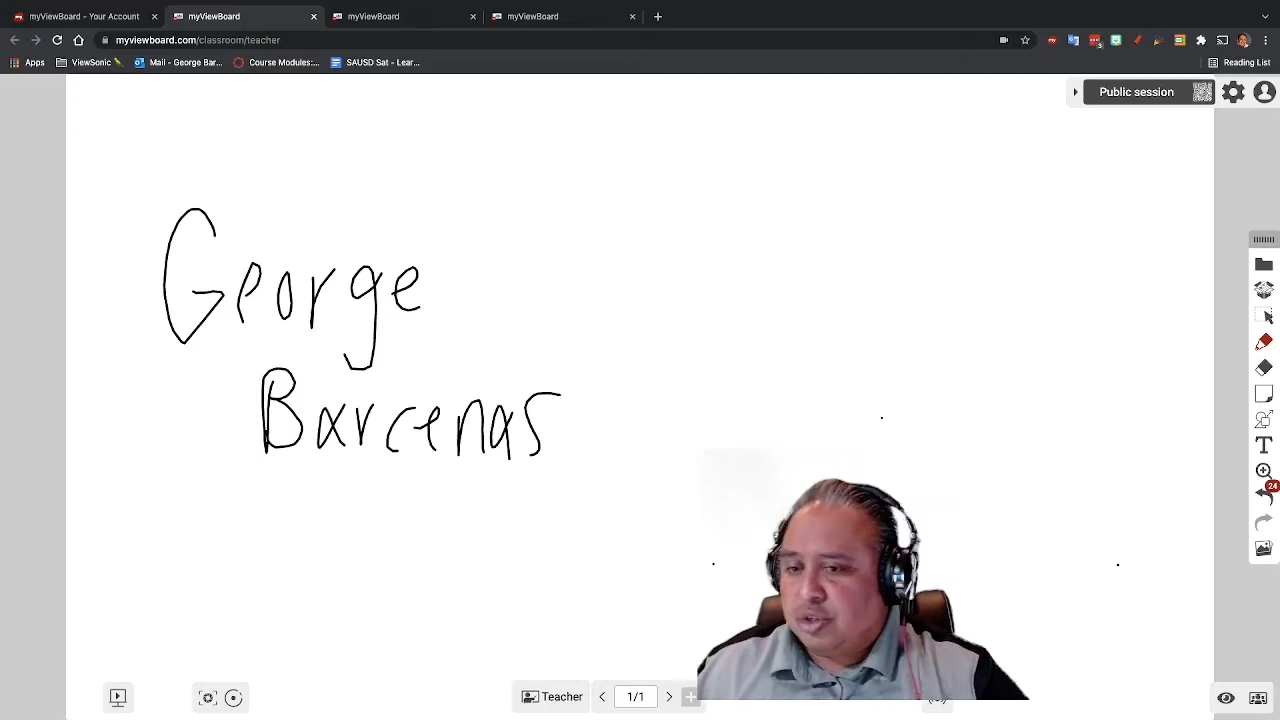 myViewBoard - Your Account
myViewBoard
myViewBoard
myViewBoard
myviewboard.com/classroom/teacher
Apps
ViewSonic
Mail - George Bar...
Course Modules:...
SAUSD Sat - Lear...
Reading List
Public session
George
Barcenas
24
Teacher
1/1